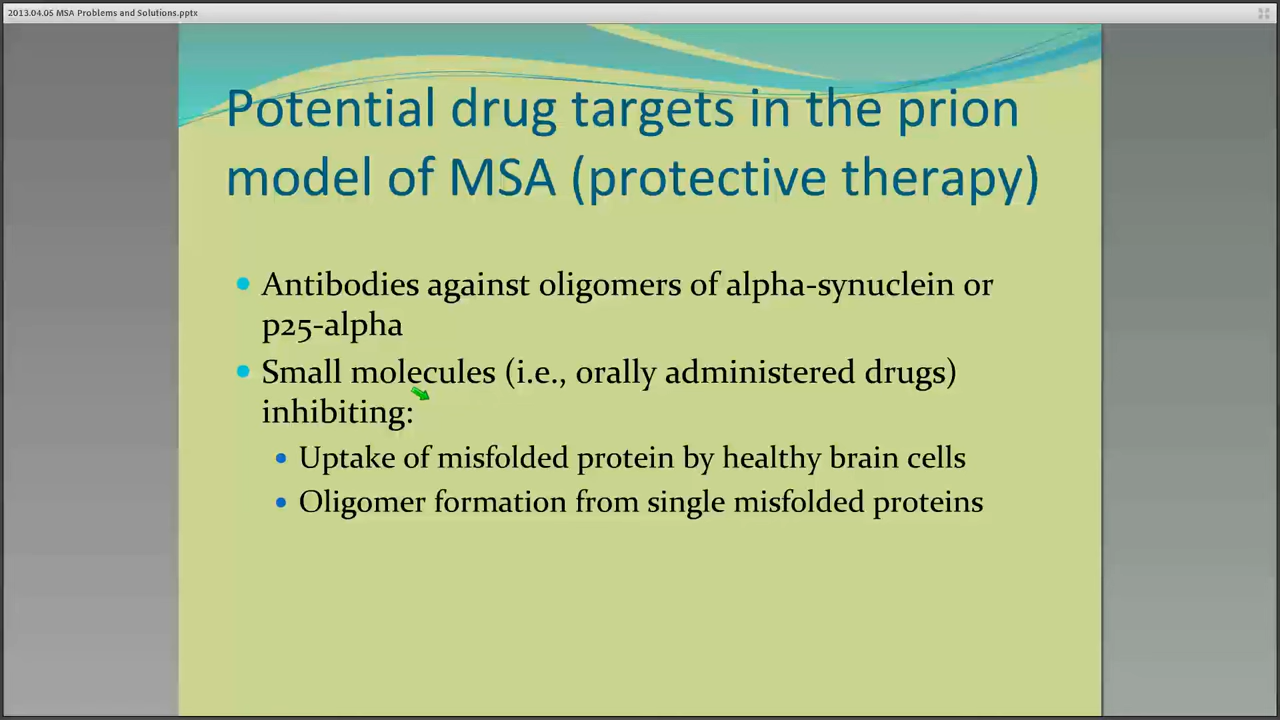 2013.04.05 MSA Problems and Solutions.pptx
Potential drug targets in the prion
model of MSA (protective therapy)
Antibodies against oligomers of alpha-synuclein or
p25-alpha
Small molecules (i.e., orally administered drugs)
inhibiting:
Uptake of misfolded protein by healthy brain cells
Oligomer formation from single misfolded proteins